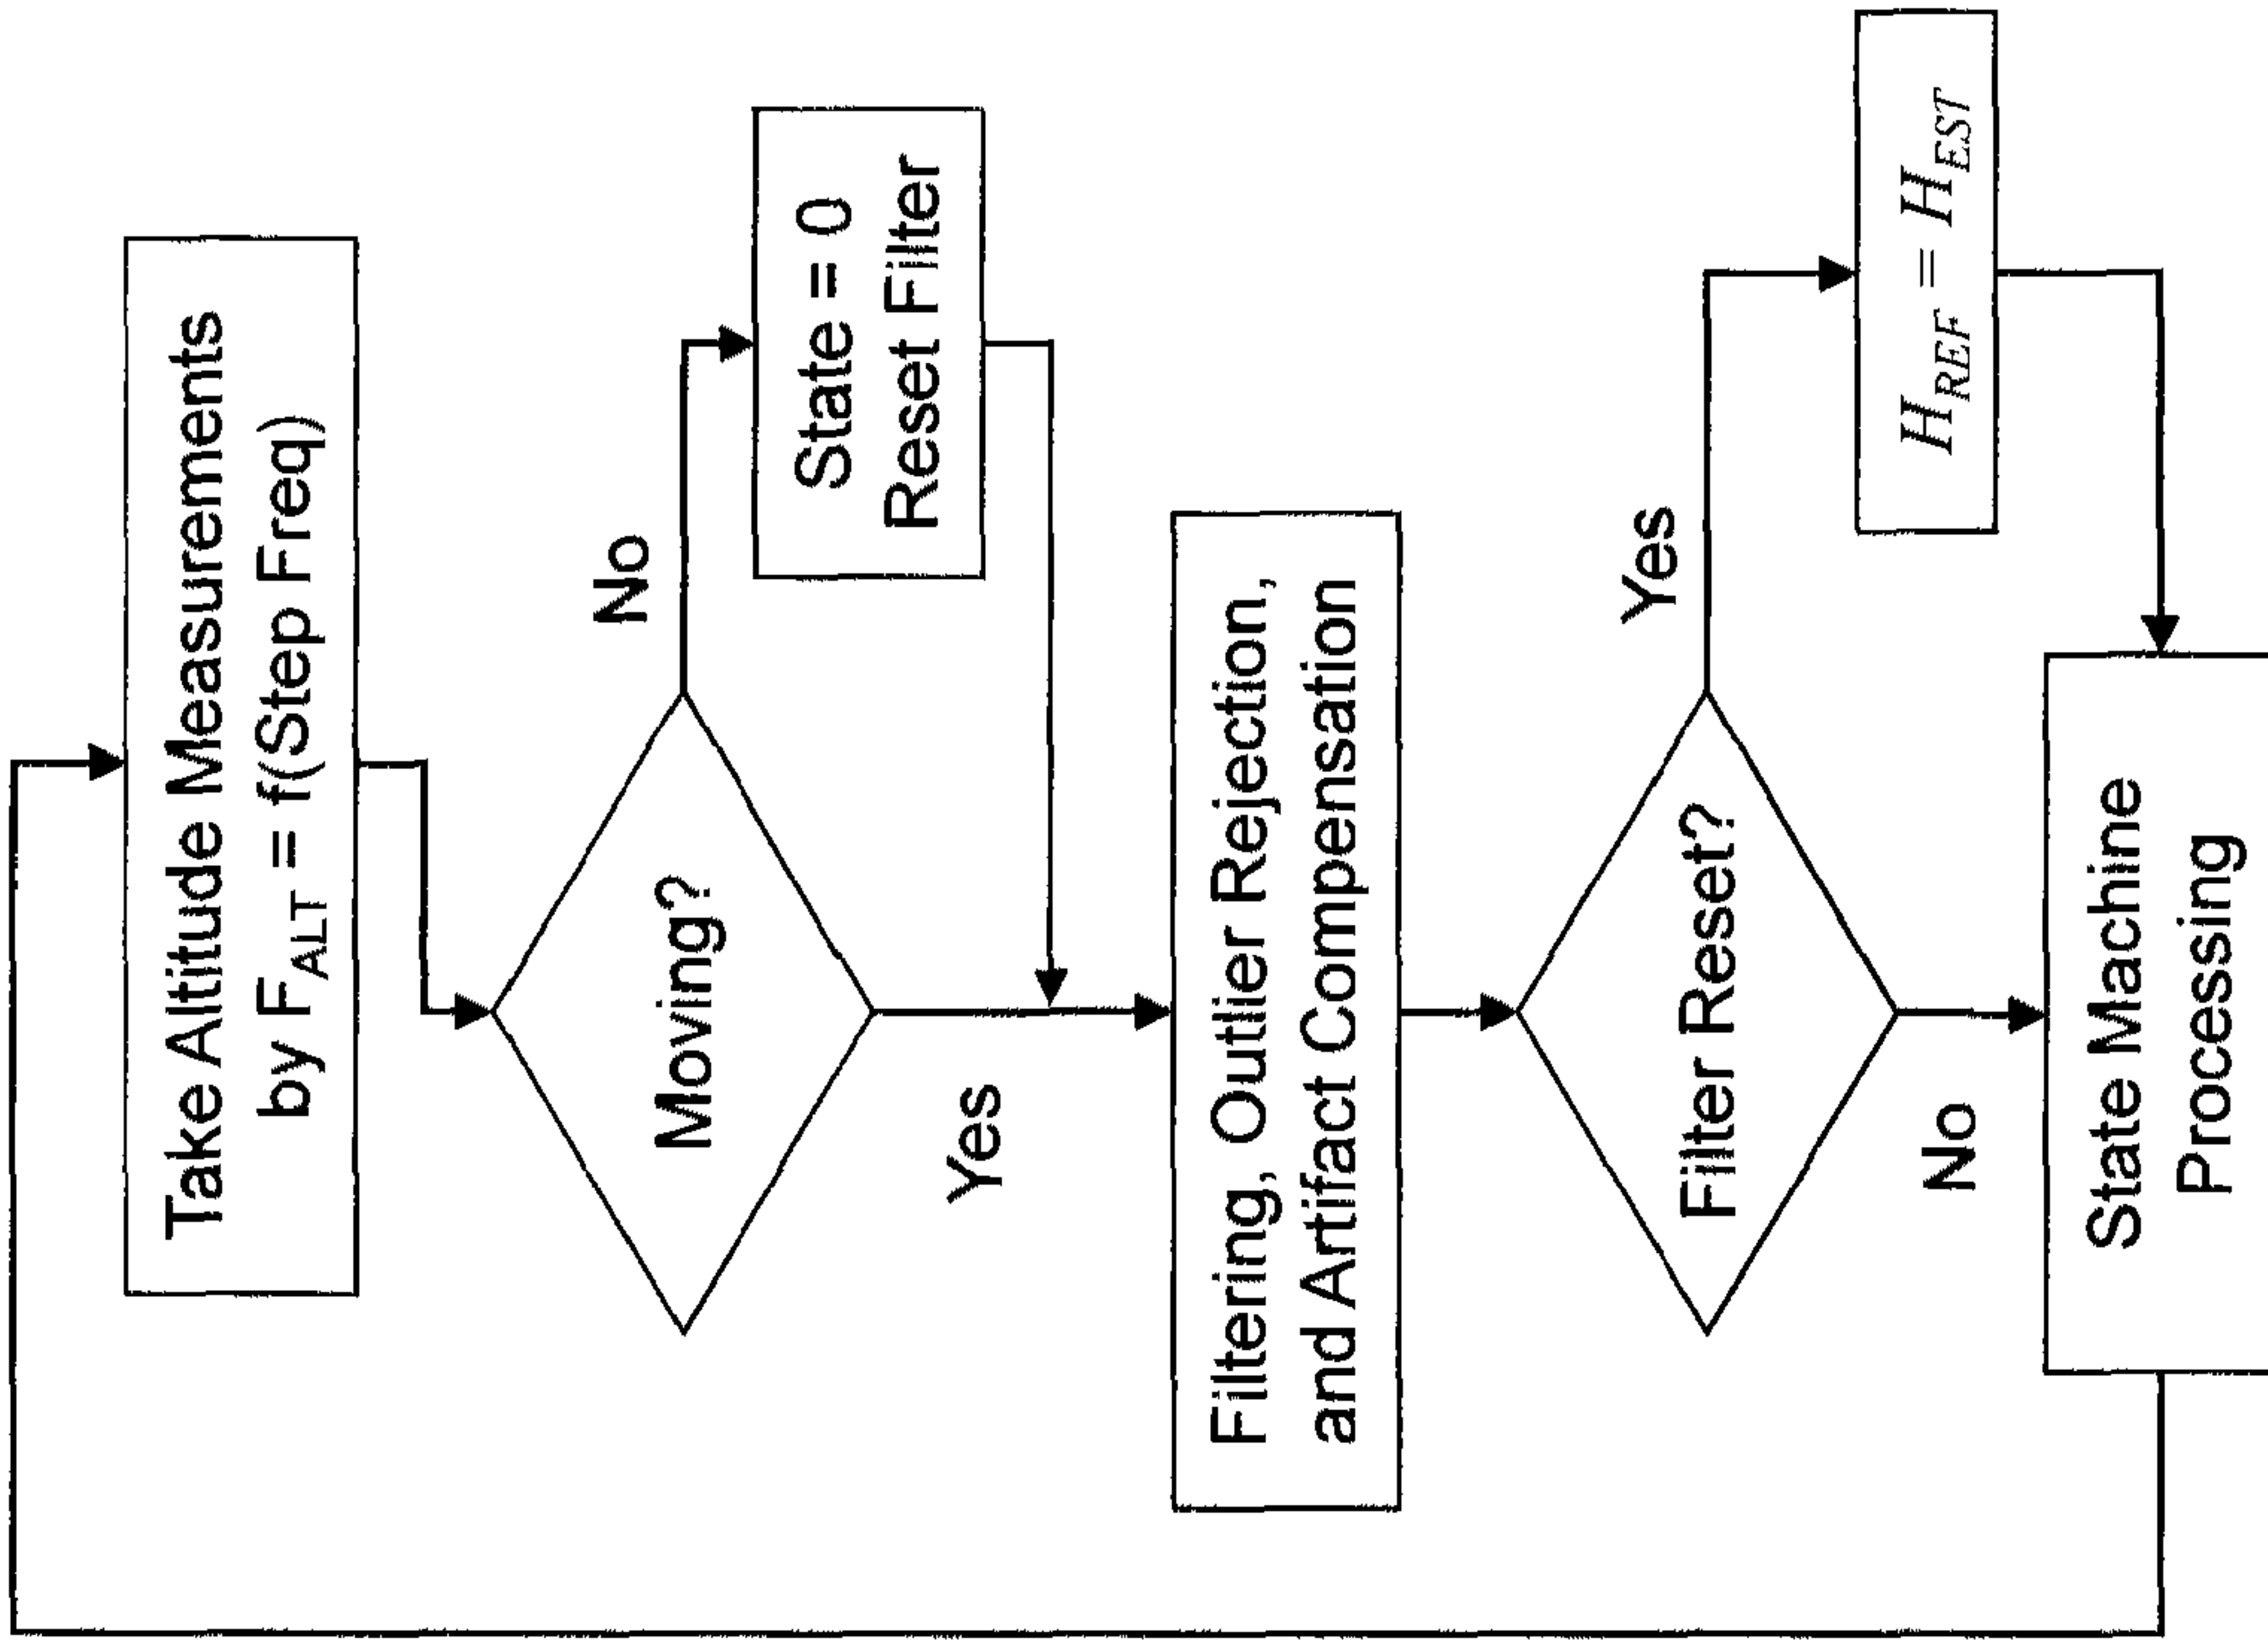 Take Altitude Measurements
by F_ALT = f(Step Freq)
Moving?
No
State = 0
Reset Filter
Yes
Filtering, Outlier Rejection,
and Artifact Compensation
Filter Reset?
Yes
H_REF = H_EST
No
State Machine
Processing